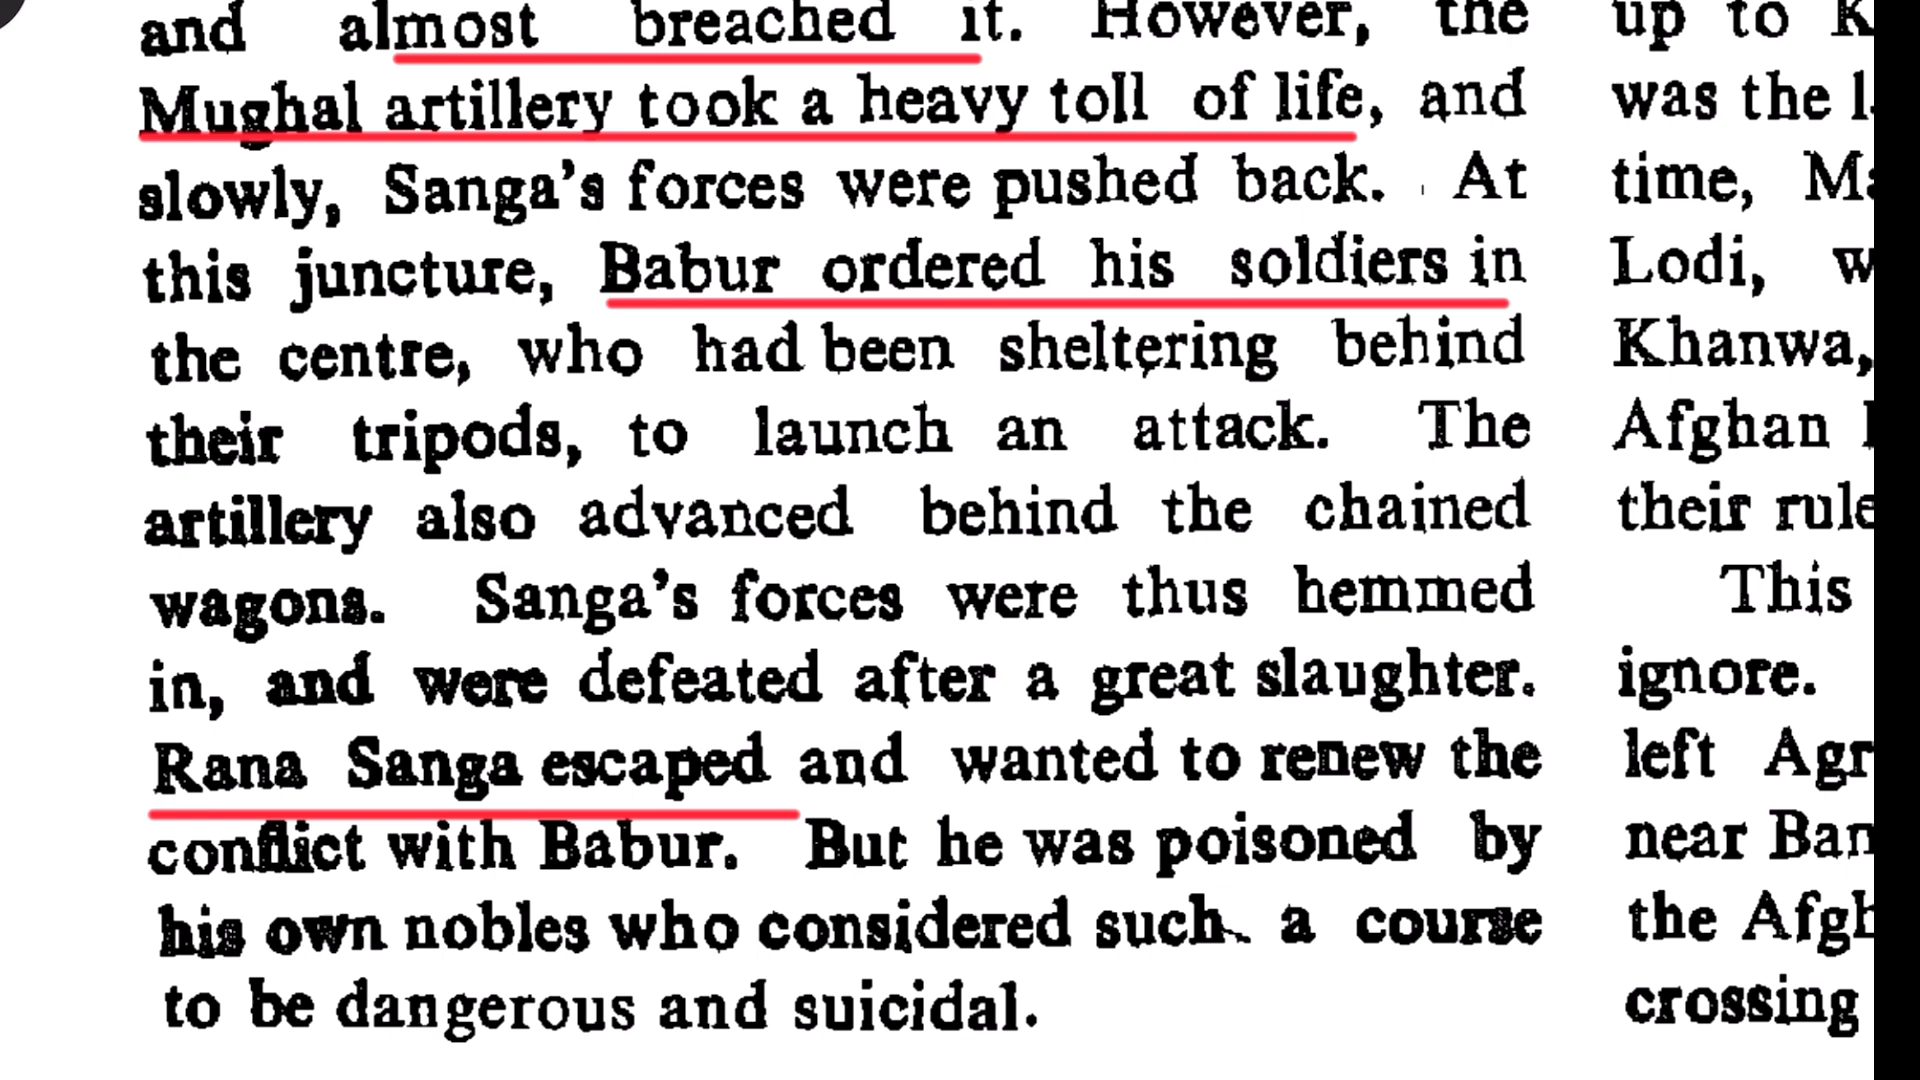 and almost breached it. However, the
Mughal artillery took a heavy toll of life, and
slowly, Sanga's forces were pushed back. At
this juncture, Babur ordered his soldiers in
the centre, who had been sheltering behind
their tripods, to launch an attack. The
artillery also advanced behind the chained
wagons. Sanga's forces were thus hemmed
in, and were defeated after a great slaughter.
Rana Sanga escaped and wanted to renew the
conflict with Babur. But he was poisoned by
his own nobles who considered such a course
to be dangerous and suicidal.
up to
was the
time,
Lodi,
Khanwa,
Afghan
their
This
ignore.
left
near
the
crossing